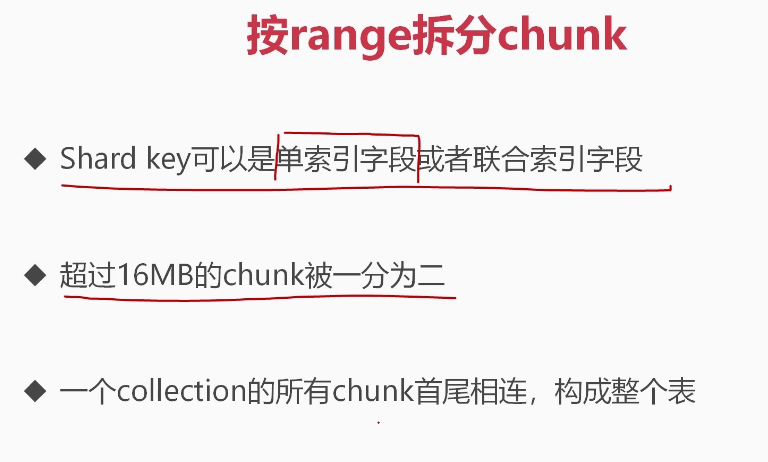 按range拆分chunk
Shard key可以是单索引字段或者联合索引字段
超过16MB的chunk被一分为二
一个collection的所有chunk首尾相连，构成整个表